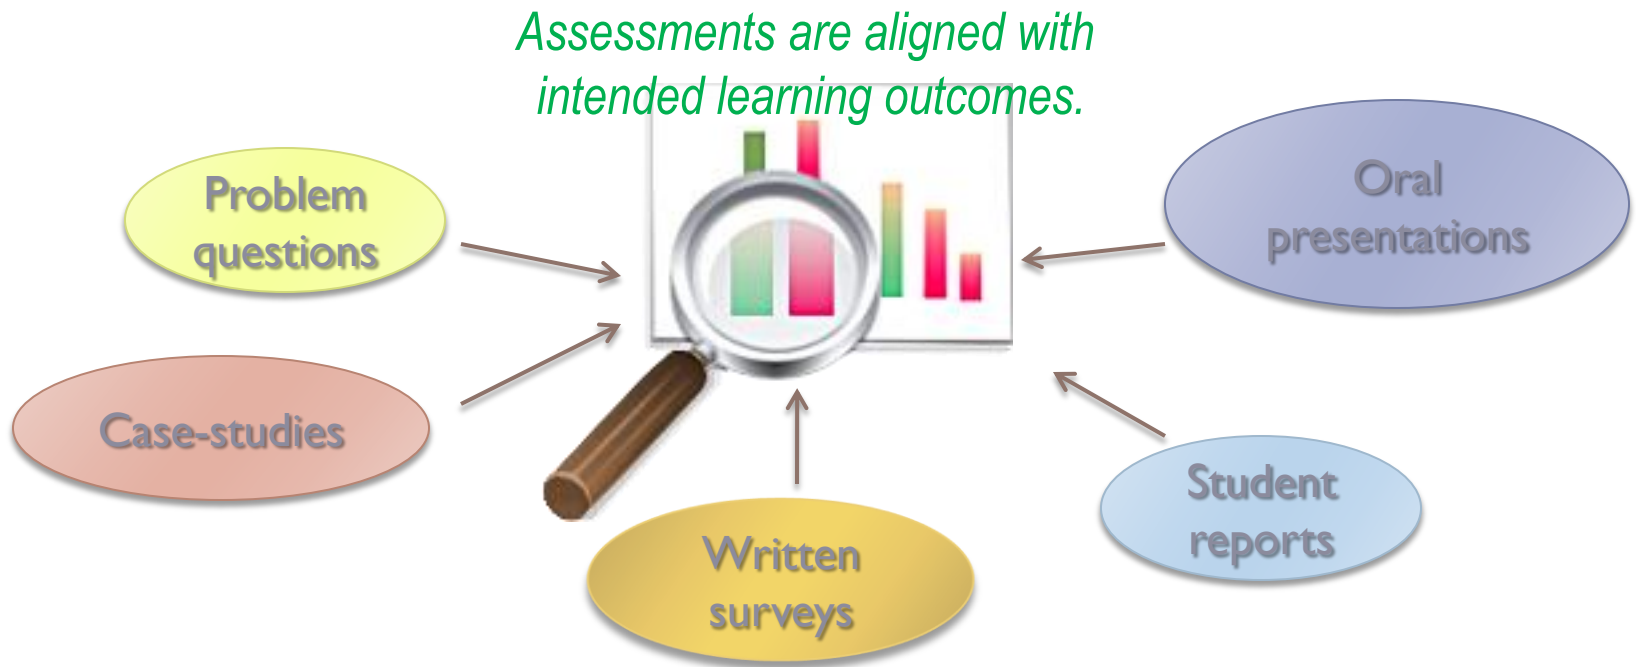 Assessments are aligned with
intended learning outcomes.
Problem
questions
Oral
presentations
Case-studies
Student
reports
Written
surveys